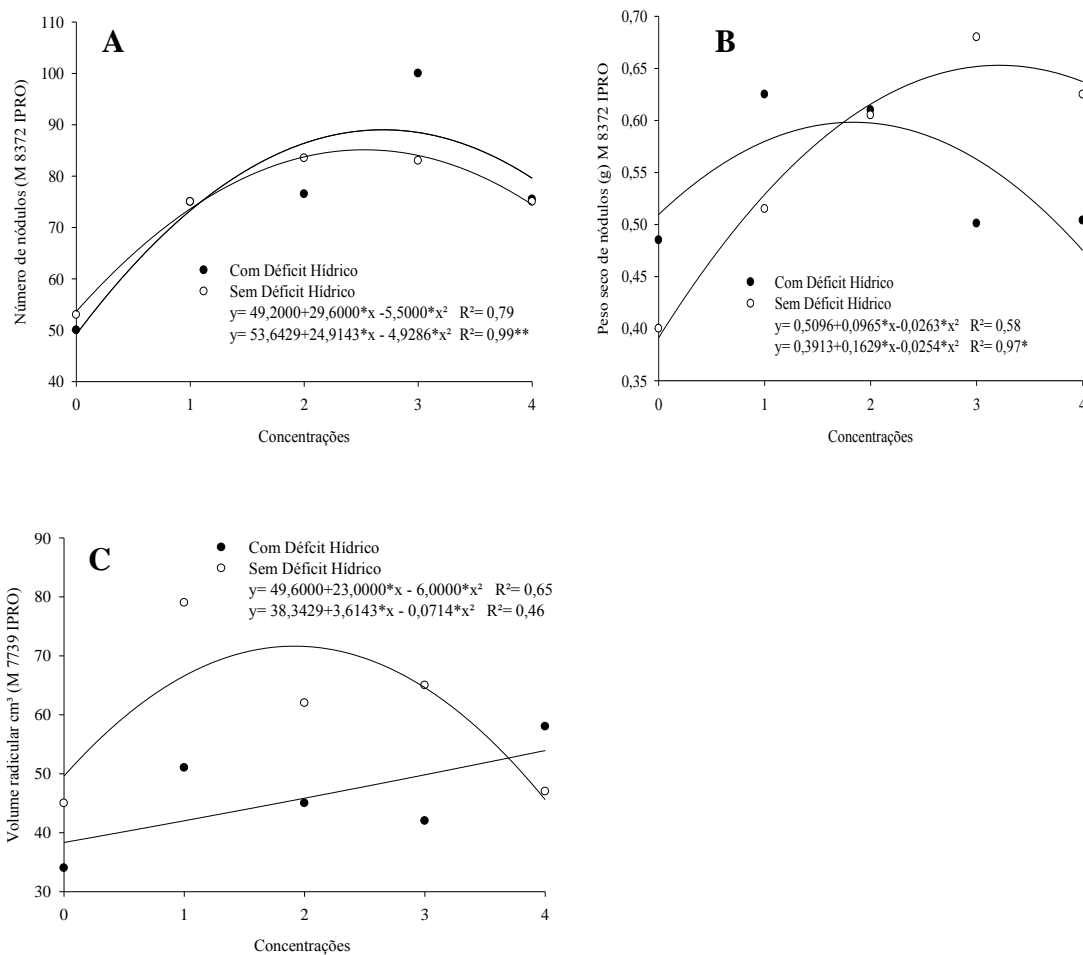 A
Número de nódulos (M 8372 IPRO)
100
90
80
70
60
50
40
Com Déficit Hídrico
Sem Déficit Hídrico
y= 49,2000+29,6000*x -5,5000*x² R²= 0,79
y= 53,6429+24,9143*x - 4,9286*x² R²= 0,99**
0 1 2 3 4
Concentrações
B
Peso seco de nódulos (g) M 8372 IPRO
0,70
0,65
0,60
0,55
0,50
0,45
0,40
0,35
Com Déficit Hídrico
Sem Déficit Hídrico
y= 0,5096+0,0965*x-0,0263*x² R²= 0,58
y= 0,3913+0,1629*x-0,0254*x² R²= 0,97*
0 1 2 3 4
Concentrações
C
Volume radicular cm³ (M 7739 IPRO)
90
80
70
60
50
40
30
Com Défcit Hídrico
Sem Déficit Hídrico
y= 49,6000+23,0000*x - 6,0000*x² R²= 0,65
y= 38,3429+3,6143*x - 0,0714*x² R²= 0,46
0 1 2 3 4
Concentrações